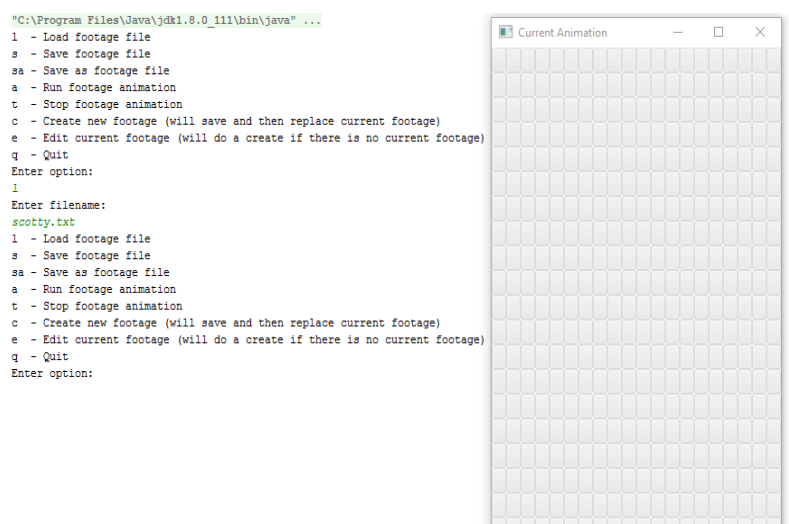 "C:\Program Files\Java\jdk1.8.0_111\bin\java" ...
l  - Load footage file
s  - Save footage file
sa - Save as footage file
a  - Run footage animation
t  - Stop footage animation
c  - Create new footage (will save and then replace current footage)
e  - Edit current footage (will do a create if there is no current footage)
q  - Quit
Enter option:
l
Enter filename:
scotty.txt
l  - Load footage file
s  - Save footage file
sa - Save as footage file
a  - Run footage animation
t  - Stop footage animation
c  - Create new footage (will save and then replace current footage)
e  - Edit current footage (will do a create if there is no current footage)
q  - Quit
Enter option:
Current Animation